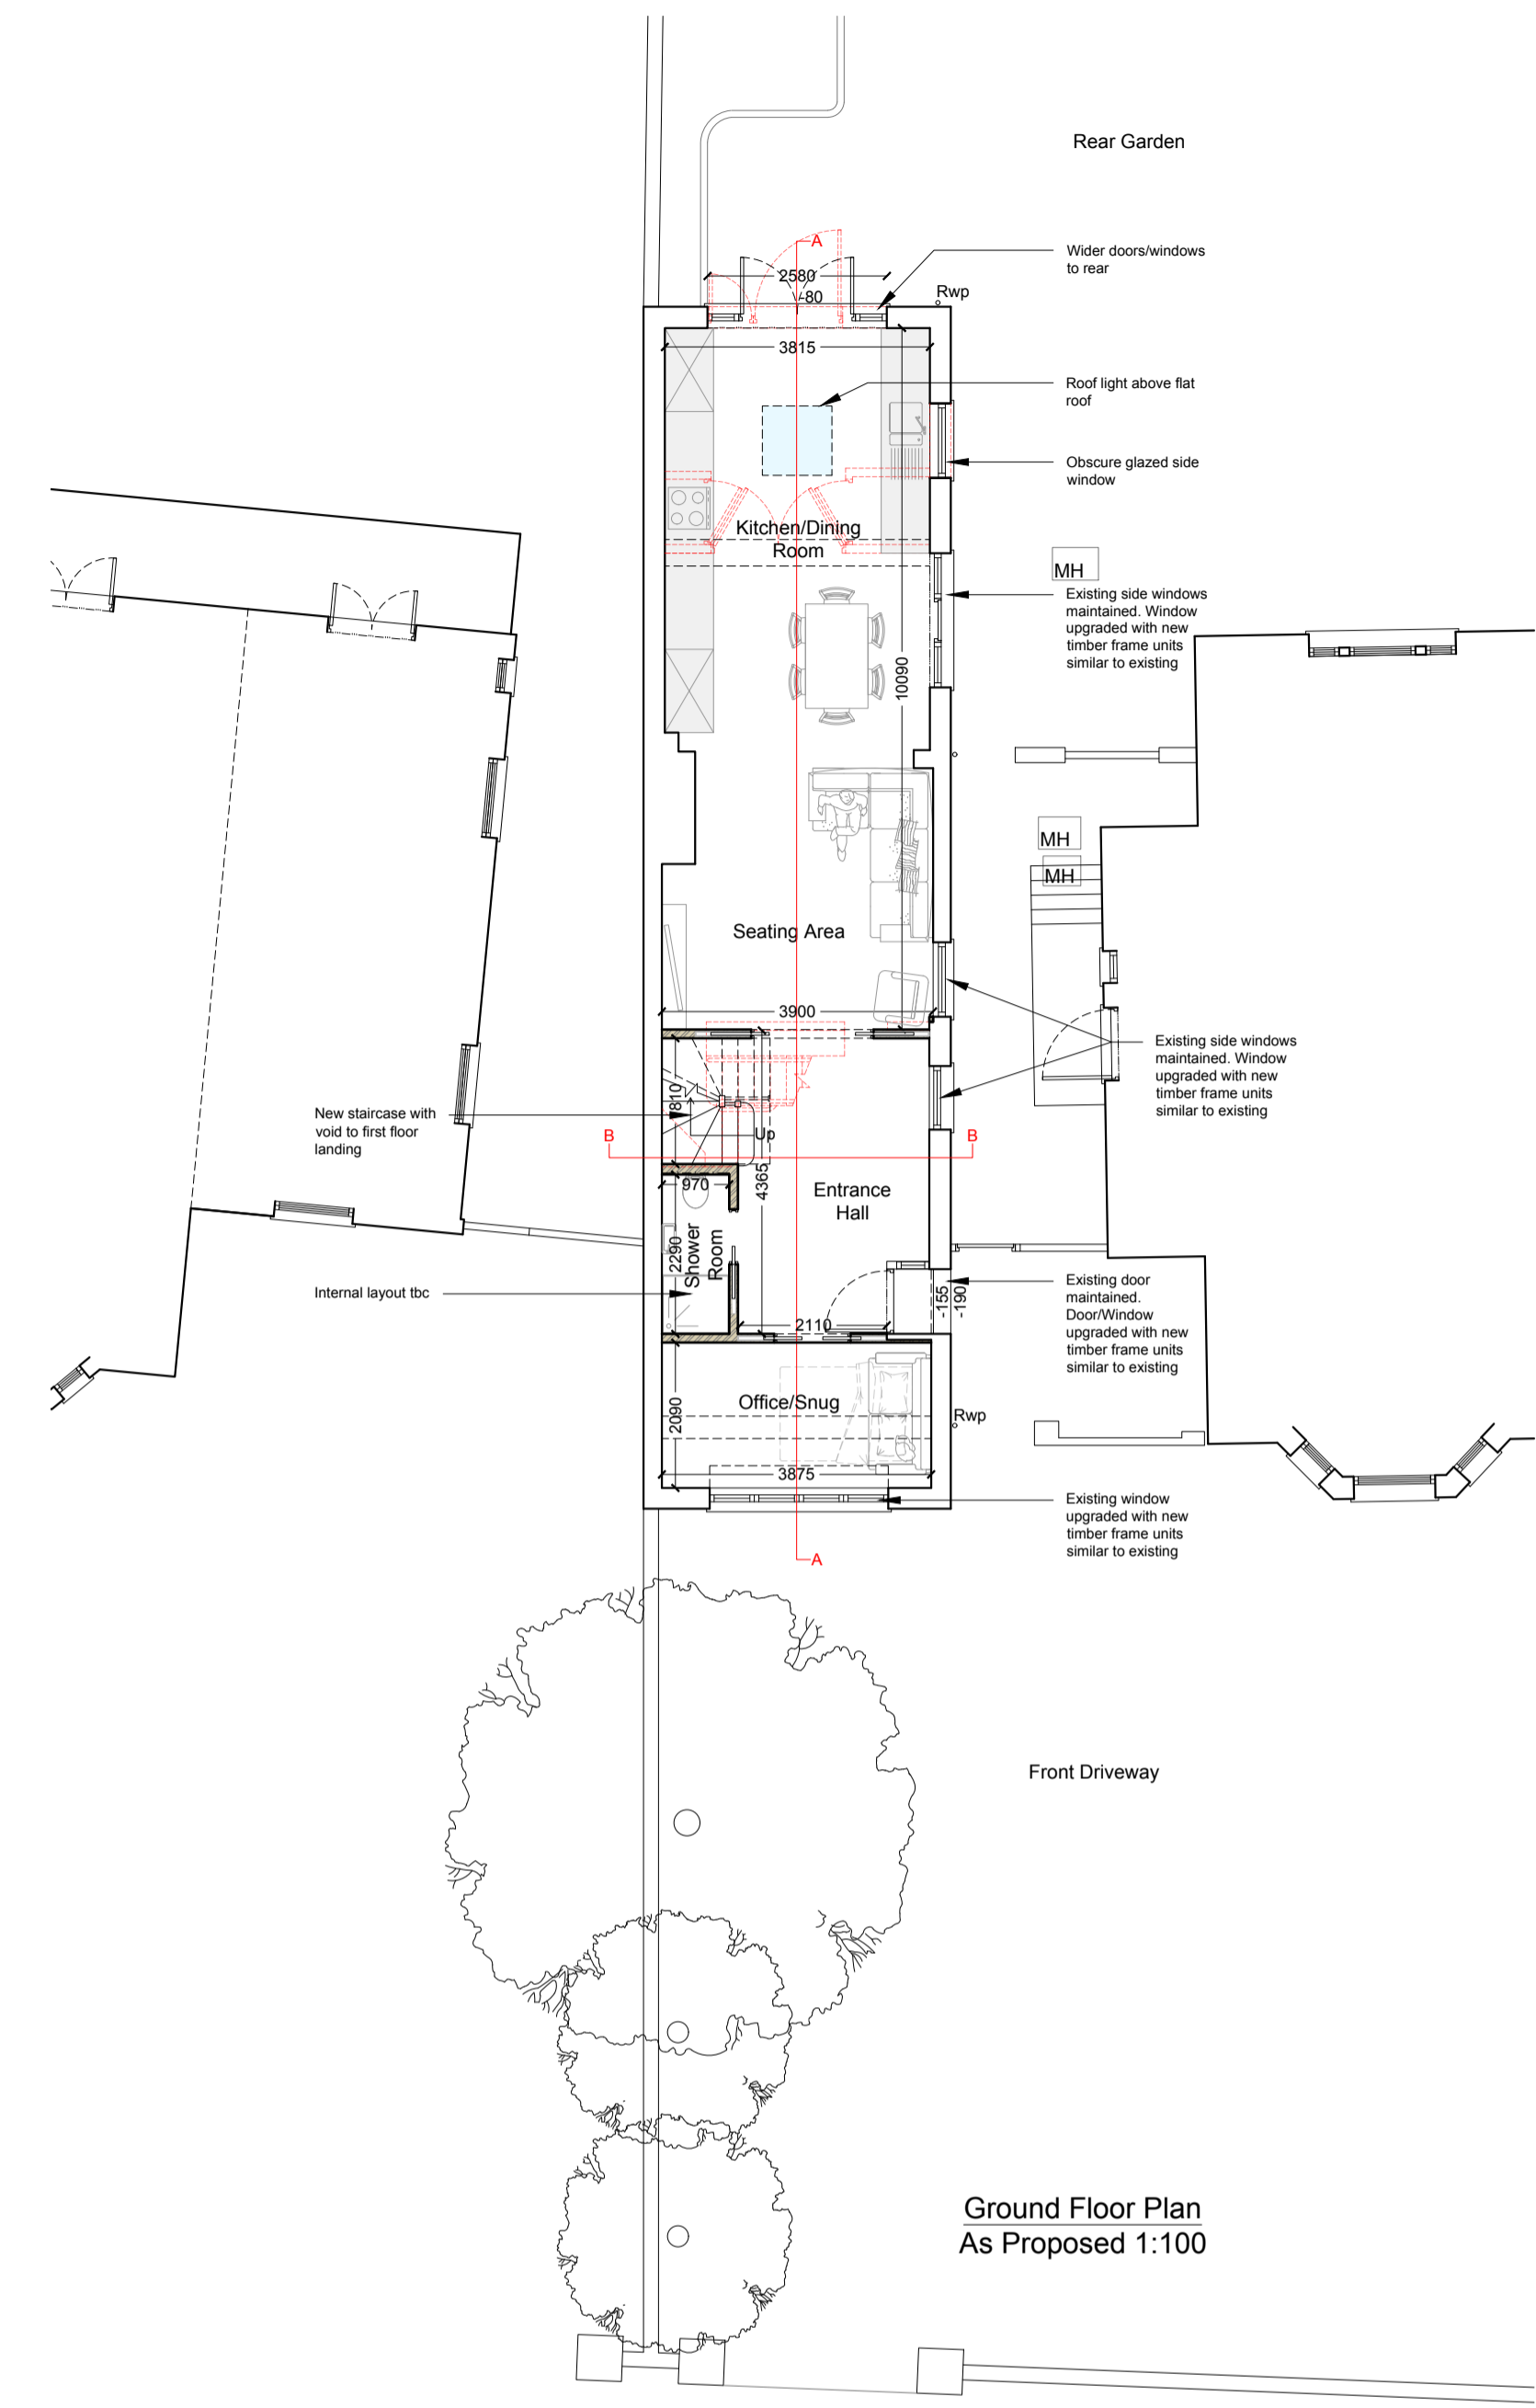 Rear Garden
A
Wider doors/windows
to rear
2580
-80
Rwp
3815
Roof light above flat
roof
Obscure glazed side
window
Kitchen/Dining
Room
MH
Existing side windows
maintained. Window
upgraded with new
timber frame units
similar to existing
10090
MH
MH
Seating Area
3900
Existing side windows
maintained. Window
upgraded with new
timber frame units
similar to existing
New staircase with
void to first floor
landing
1810
Up
B
B
970
4365
Entrance
Hall
2290
Shower
Room
Internal layout tbc
-155
-190
Existing door
maintained.
Door/Window
upgraded with new
timber frame units
similar to existing
2110
Office/Snug
2090
Rwp
3875
Existing window
upgraded with new
timber frame units
similar to existing
A
Front Driveway
Ground Floor Plan
As Proposed 1:100